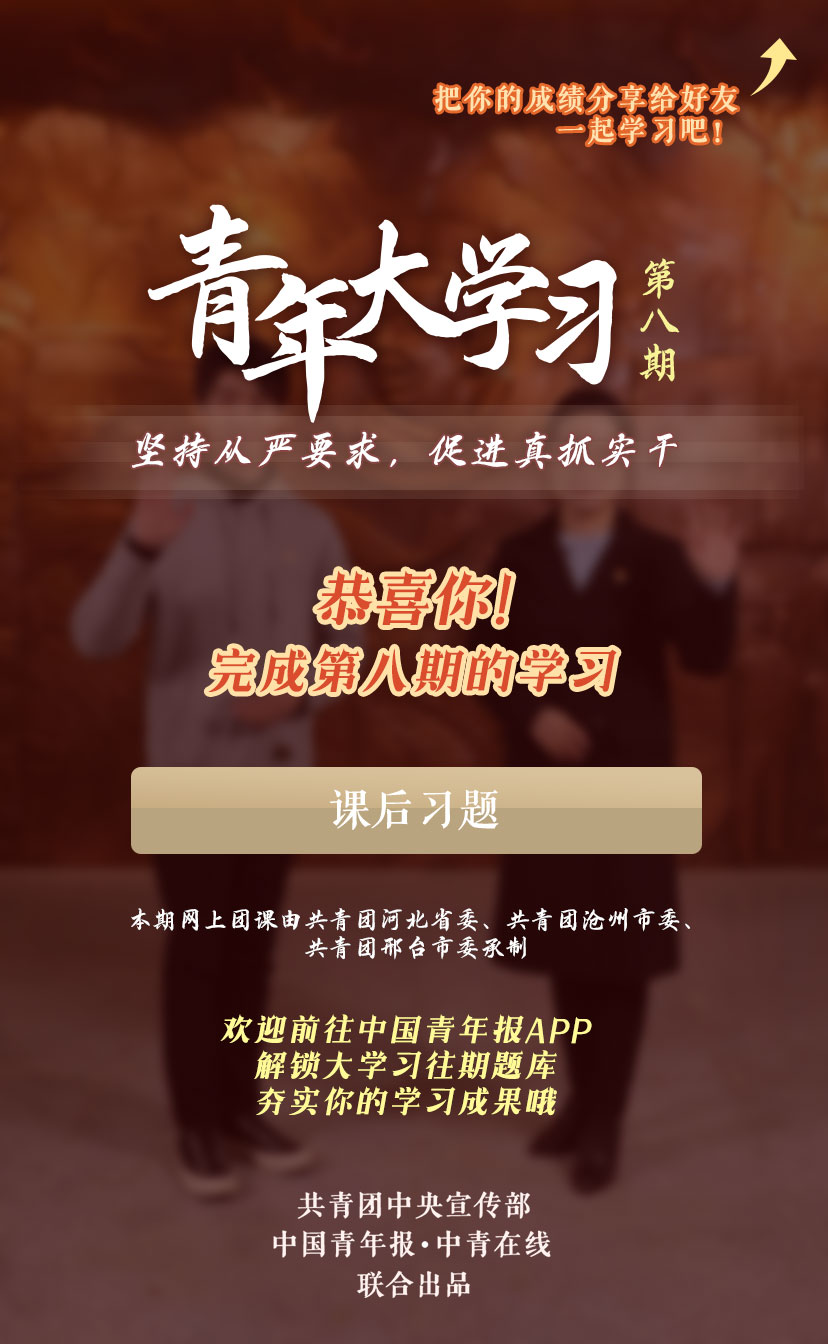 把你的成绩分享给好友
一起学习吧!
青年大学习
第八期
坚持从严要求，促进真抓实干
恭喜你!
完成第八期的学习
课后习题
本期网上团课由共青团河北省委、共青团沧州市委、
共青团邢台市委承制
欢迎前往中国青年报APP
解锁大学习往期题库
夯实你的学习成果哦
共青团中央宣传部
中国青年报·中青在线
联合出品